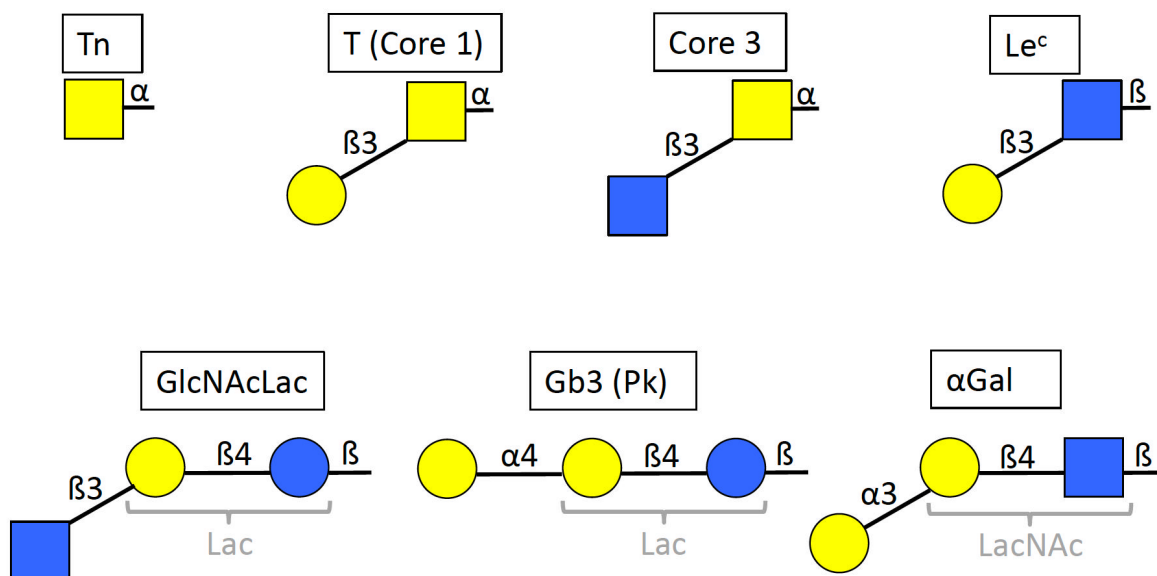 Tn
T (Core 1)
Core 3
Leᶜ
α
ß3
α
ß3
α
ß3
ß
GlcNAcLac
Gb3 (Pk)
αGal
ß3
ß4
ß
α4
ß4
ß
α3
ß4
ß
Lac
Lac
LacNAc